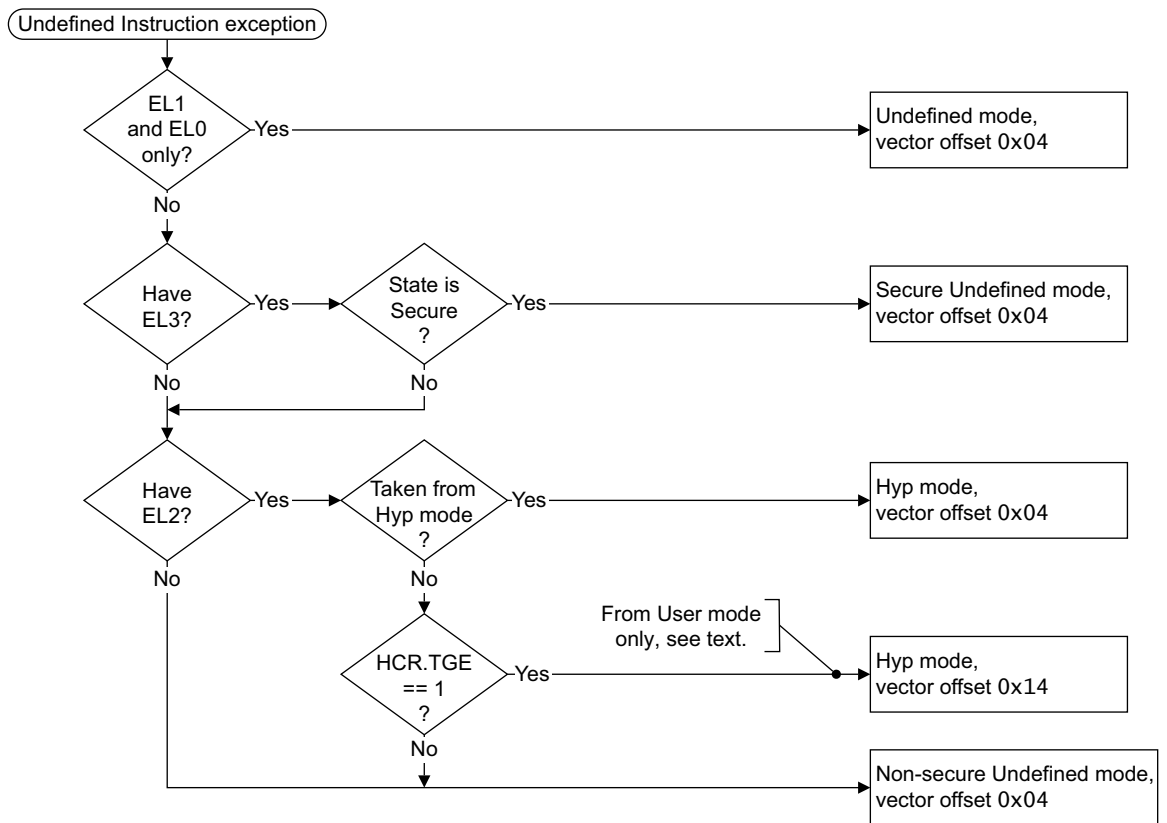 Undefined Instruction exception
EL1
and EL0
only?
Yes
Undefined mode,
vector offset 0x04
No
Have
EL3?
Yes
State is
Secure
?
Yes
Secure Undefined mode,
vector offset 0x04
No
No
Have
EL2?
Yes
Taken from
Hyp mode
?
Yes
Hyp mode,
vector offset 0x04
No
No
From User mode
only, see text.
HCR.TGE
== 1
?
Yes
Hyp mode,
vector offset 0x14
No
Non-secure Undefined mode,
vector offset 0x04